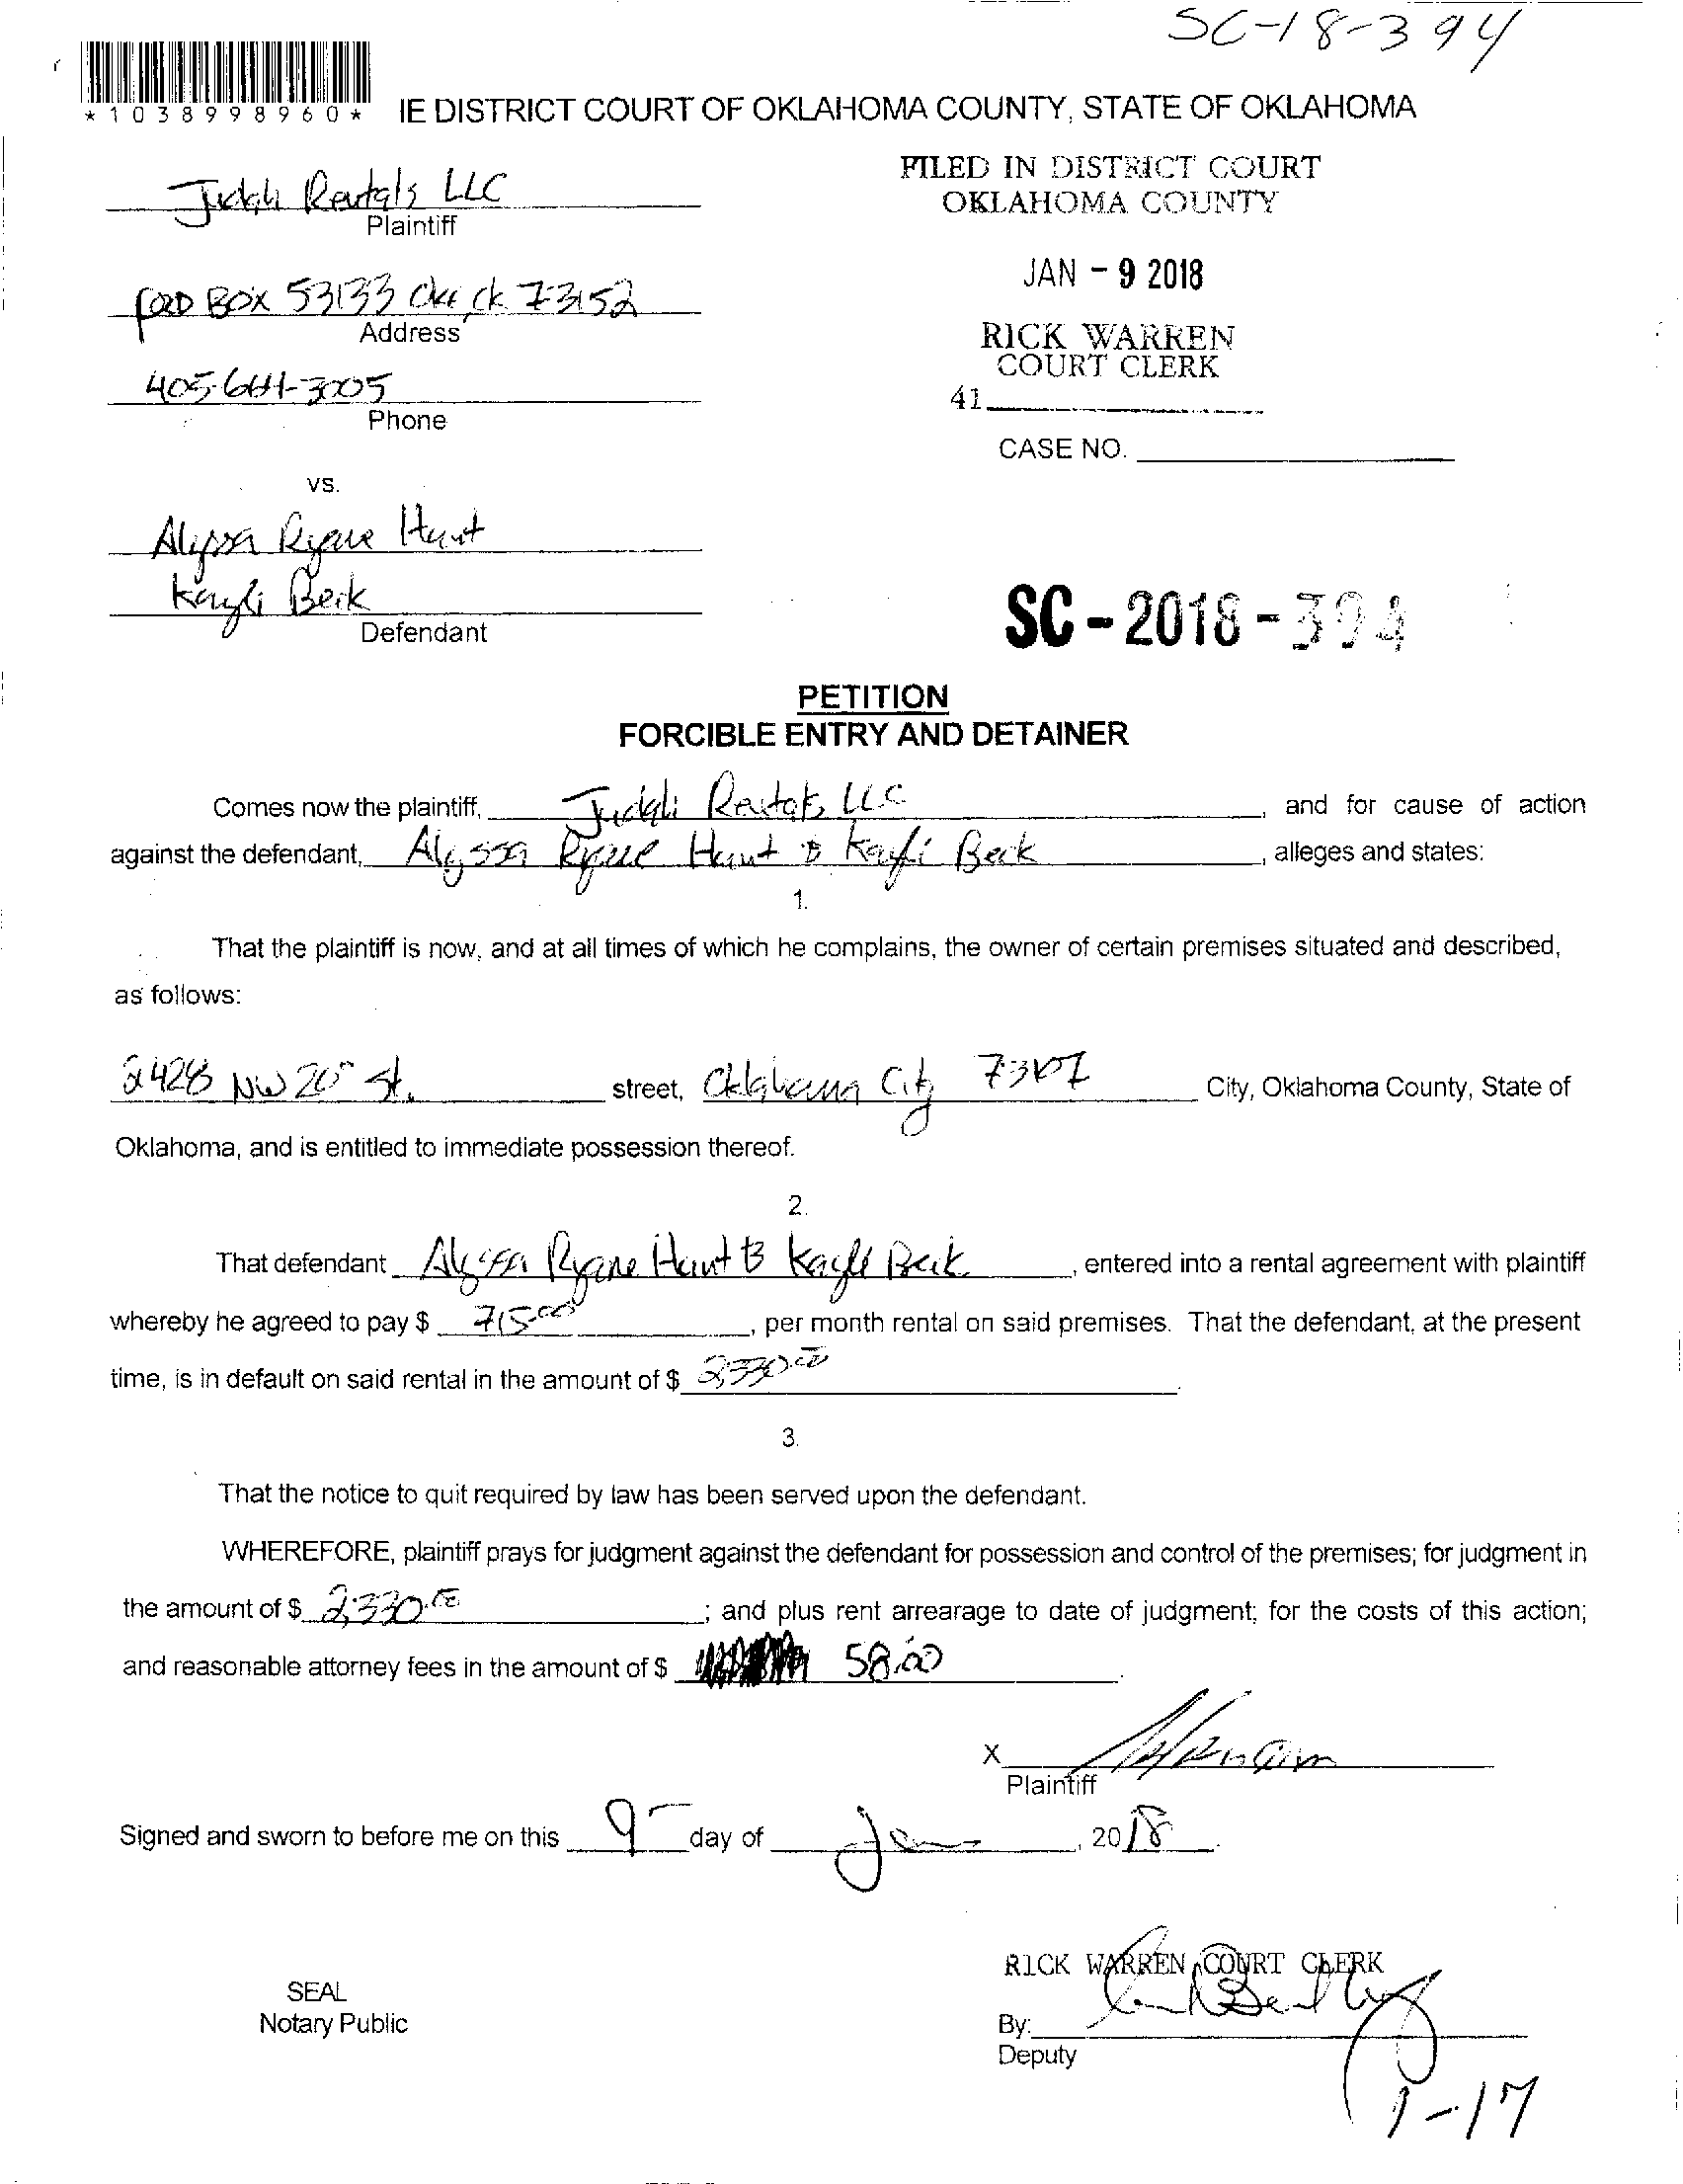 SC-18-394
*1038998960*
IE DISTRICT COURT OF OKLAHOMA COUNTY, STATE OF OKLAHOMA
FILED IN DISTRICT COURT
OKLAHOMA COUNTY
Judah Rentals LLC
Plaintiff
JAN - 9 2018
BOX 53133 73152
Address
RICK WARREN
COURT CLERK
405-641-3005
Phone
41
CASE NO.
vs.
Alyssa Ryane Hunt
Kayli Beck
Defendant
SC-2018-394
PETITION
FORCIBLE ENTRY AND DETAINER
Comes now the plaintiff, Judah Rentals LLC, and for cause of action
against the defendant, Alyssa Ryane Hunt & Kayli Beck, alleges and states:
1.
That the plaintiff is now, and at all times of which he complains, the owner of certain premises situated and described,
as follows:
2428 NW 20th St. street, Oklahoma City 73107 City, Oklahoma County, State of
Oklahoma, and is entitled to immediate possession thereof.
2.
That defendant Alyssa Ryane Hunt & Kayli Beck, entered into a rental agreement with plaintiff
whereby he agreed to pay $ 715.00, per month rental on said premises. That the defendant, at the present
time, is in default on said rental in the amount of $ 2,330.00.
3.
That the notice to quit required by law has been served upon the defendant.
WHEREFORE, plaintiff prays for judgment against the defendant for possession and control of the premises; for judgment in
the amount of $ 2,330.00; and plus rent arrearage to date of judgment; for the costs of this action;
and reasonable attorney fees in the amount of $ 58.00.
X
Plaintiff
Signed and sworn to before me on this 9 day of Jan, 2018.
RICK WARREN, COURT CLERK
SEAL
Notary Public
By:
Deputy
1-17